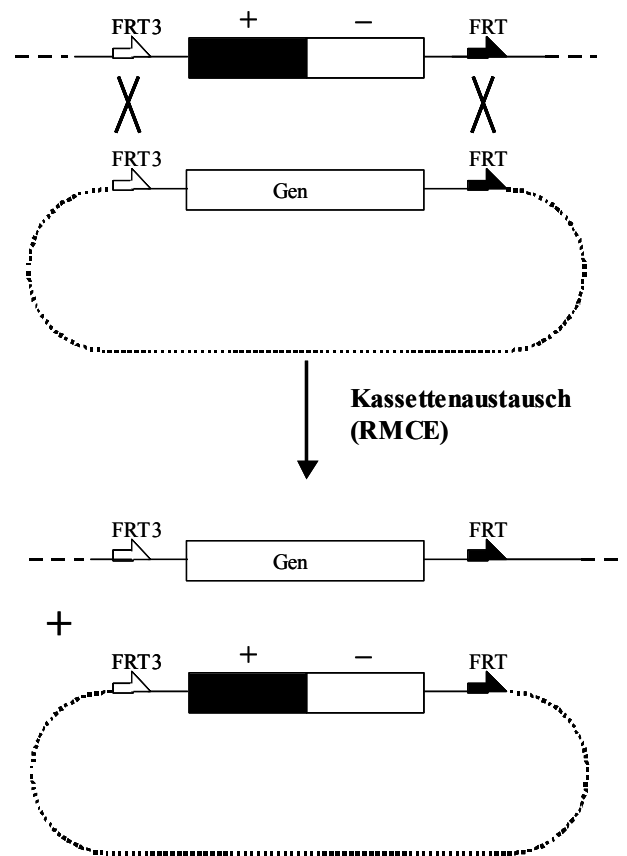 + −
FRT3 FRT
FRT3 FRT
Gen
Kassettenaustausch
(RMCE)
FRT3 FRT
Gen
+
+ −
FRT3 FRT